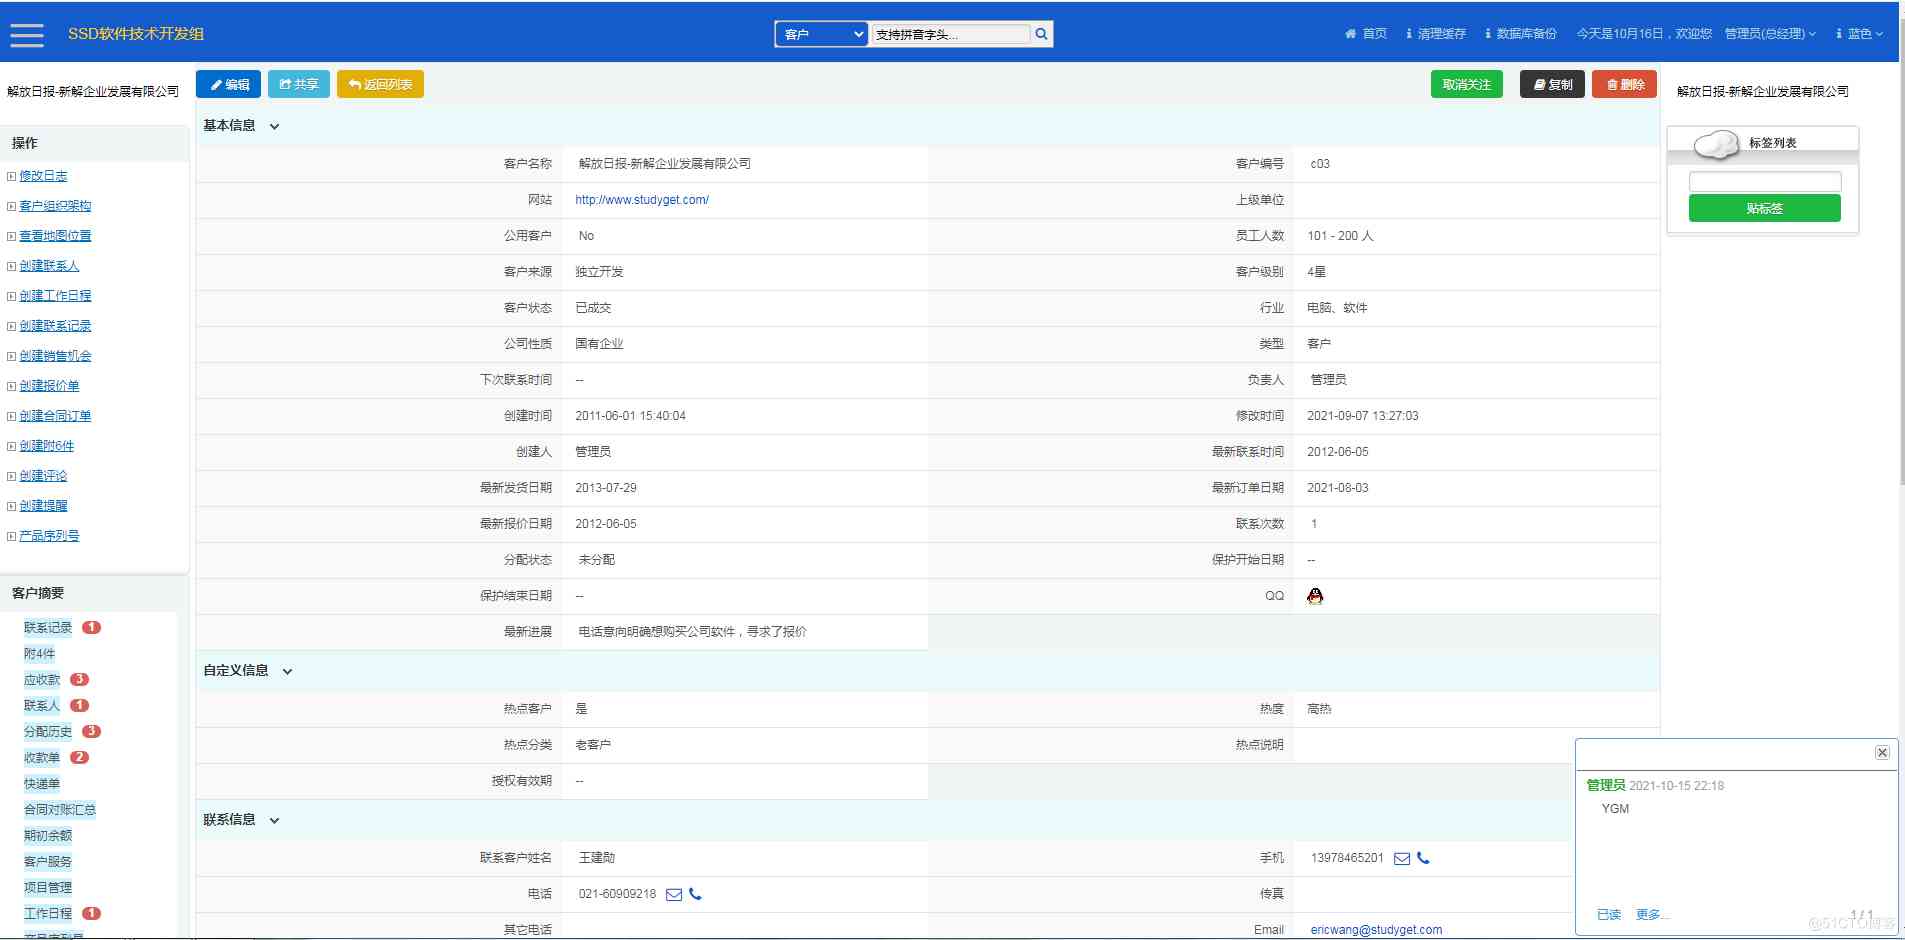 SSD软件技术开发组
客户
支持拼音字头...
首页
清理缓存
数据库备份
今天是10月16日，欢迎您
管理员(总经理)
蓝色
解放日报-新解企业发展有限公司
编辑
共享
返回列表
取消关注
复制
删除
解放日报-新解企业发展有限公司
操作
修改日志
客户组织架构
查看地图位置
创建联系人
创建工作日程
创建联系记录
创建销售机会
创建报价单
创建合同订单
创建附6件
创建评论
创建提醒
产品序列号
客户摘要
联系记录 1
附4件
应收款 3
联系人 1
分配历史 3
收款单 2
快递单
合同对账汇总
期初余额
客户服务
项目管理
工作日程 1
产品序列号
基本信息
客户名称 解放日报-新解企业发展有限公司 客户编号 c03
网站 http://www.studyget.com/ 上级单位
公用客户 No 员工人数 101 - 200 人
客户来源 独立开发 客户级别 4星
客户状态 已成交 行业 电脑、软件
公司性质 国有企业 类型 客户
下次联系时间 -- 负责人 管理员
创建时间 2011-06-01 15:40:04 修改时间 2021-09-07 13:27:03
创建人 管理员 最新联系时间 2012-06-05
最新发货日期 2013-07-29 最新订单日期 2021-08-03
最新报价日期 2012-06-05 联系次数 1
分配状态 未分配 保护开始日期 --
保护结束日期 -- QQ
最新进展 电话意向明确想购买公司软件，寻求了报价
自定义信息
热点客户 是 热度 高热
热点分类 老客户 热点说明
授权有效期 --
联系信息
联系客户姓名 王建勋 手机 13978465201
电话 021-60909218 传真
其它电话 Email ericwang@studyget.com
标签列表
贴标签
管理员 2021-10-15 22:18
YGM
已读 更多... 1 / 1
@51CTO博客